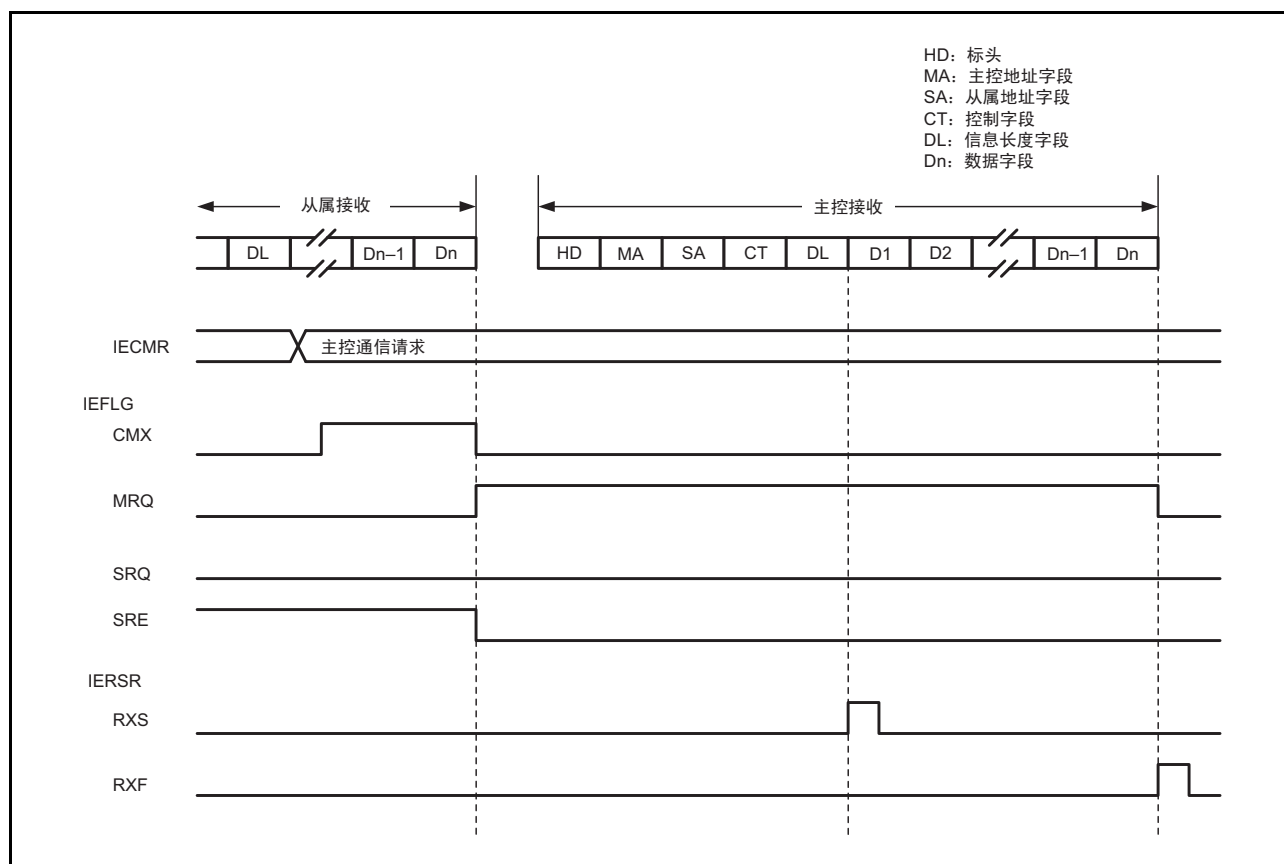 HD：标头
MA：主控地址字段
SA：从属地址字段
CT：控制字段
DL：信息长度字段
Dn：数据字段
从属接收
主控接收
DL Dn–1 Dn HD MA SA CT DL D1 D2 Dn–1 Dn
IECMR 主控通信请求
IEFLG
CMX
MRQ
SRQ
SRE
IERSR
RXS
RXF